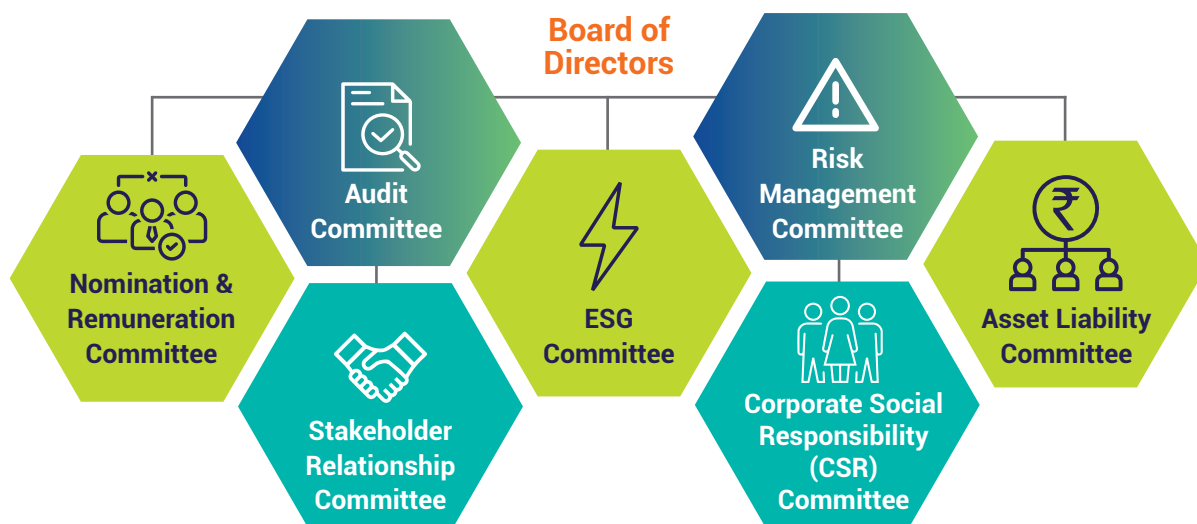 Board of
Directors
Audit
Committee
Risk
Management
Committee
Nomination &
Remuneration
Committee
ESG
Committee
Asset Liability
Committee
Stakeholder
Relationship
Committee
Corporate Social
Responsibility
(CSR)
Committee